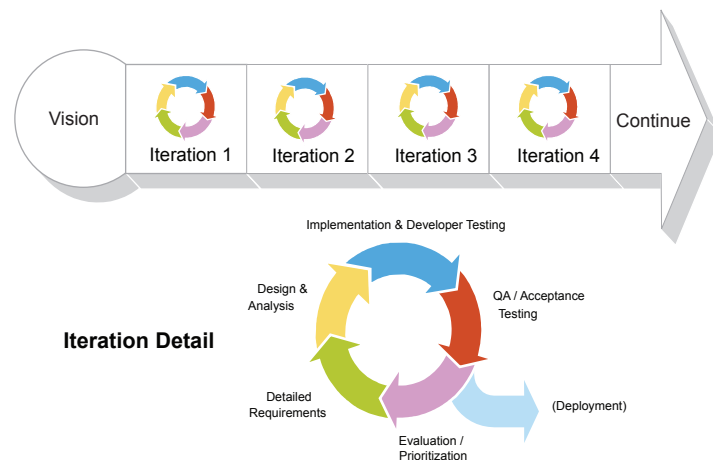 Vision
Iteration 1
Iteration 2
Iteration 3
Iteration 4
Continue
Implementation & Developer Testing
Design &
Analysis
QA / Acceptance
Testing
Iteration Detail
Detailed
Requirements
(Deployment)
Evaluation /
Prioritization